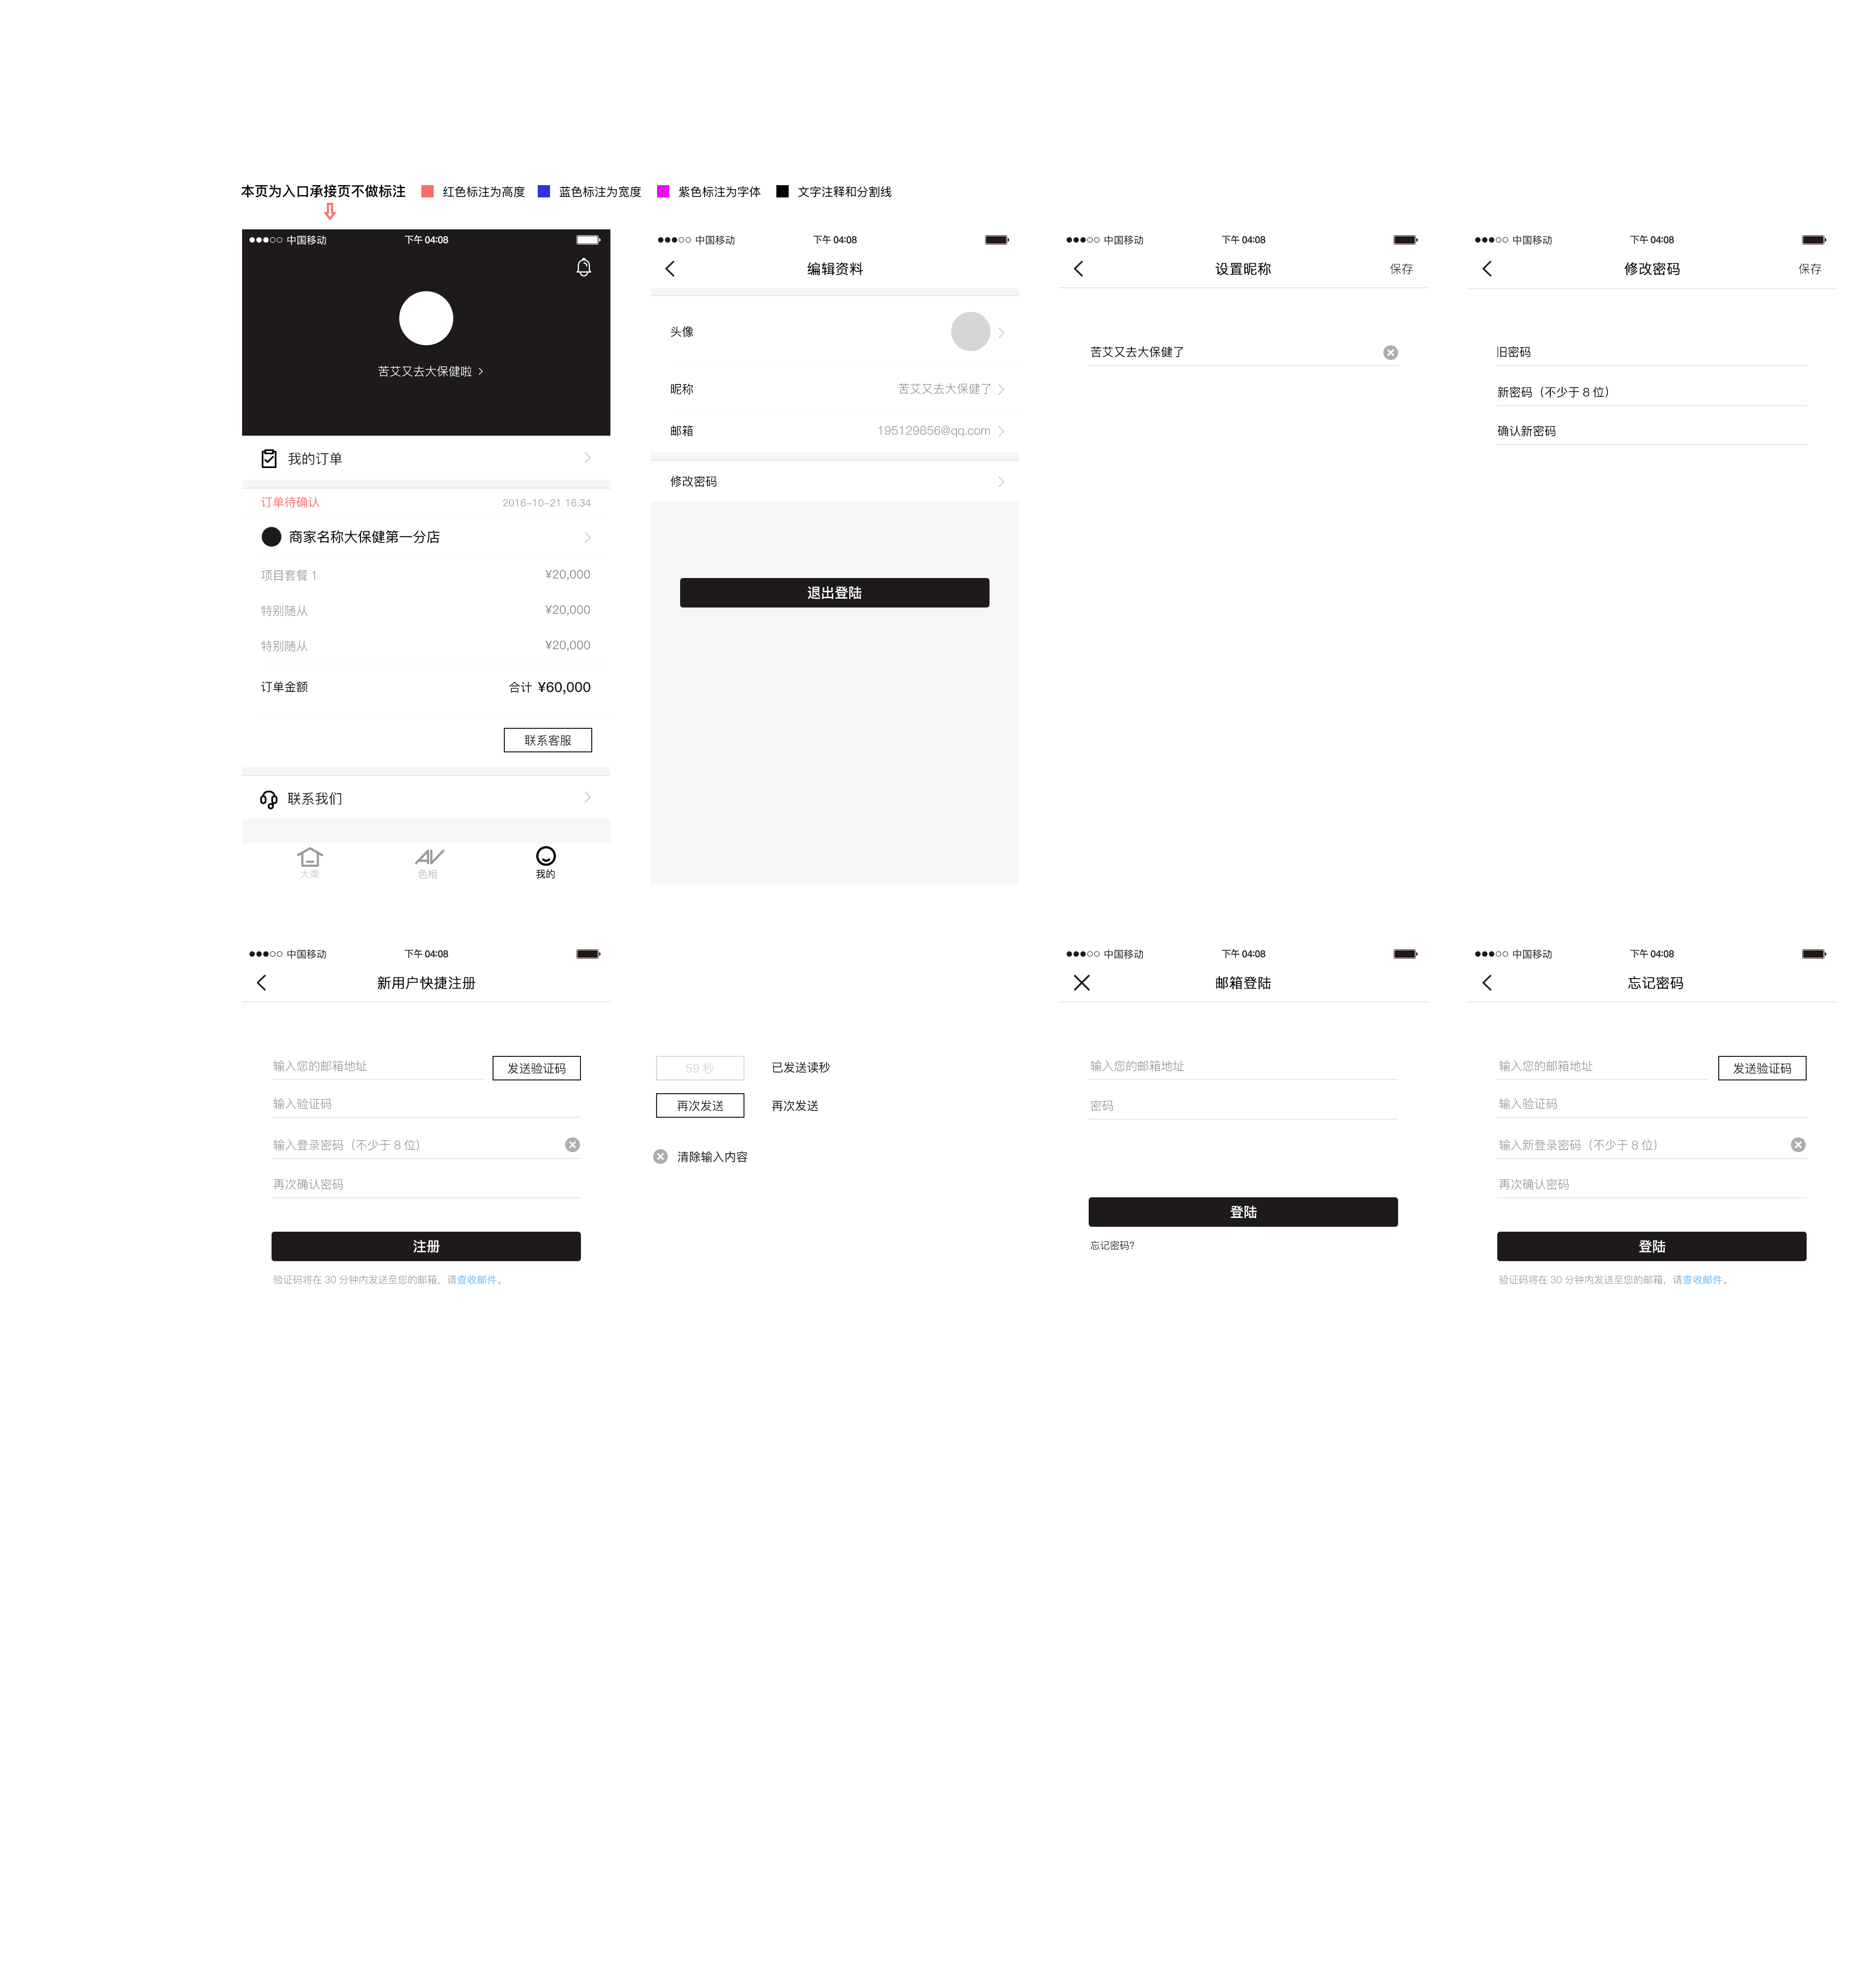 本页为入口承接页不做标注 红色标注为高度 蓝色标注为宽度 紫色标注为字体 文字注释和分割线
中国移动 下午 04:08
苦艾又去大保健啦
我的订单
订单待确认 2016-10-21 16:34
商家名称大保健第一分店
项目套餐 1 ¥20,000
特别随从 ¥20,000
特别随从 ¥20,000
订单金额 合计 ¥60,000
联系客服
联系我们
大楽 色相 我的
中国移动 下午 04:08
编辑资料
头像
昵称 苦艾又去大保健了
邮箱 195129856@qq.com
修改密码
退出登陆
中国移动 下午 04:08
设置昵称 保存
苦艾又去大保健了
中国移动 下午 04:08
修改密码 保存
旧密码
新密码（不少于 8 位）
确认新密码
中国移动 下午 04:08
新用户快捷注册
输入您的邮箱地址 发送验证码
输入验证码
输入登录密码（不少于 8 位）
再次确认密码
注册
验证码将在 30 分钟内发送至您的邮箱，请查收邮件。
59 秒 已发送读秒
再次发送 再次发送
清除输入内容
中国移动 下午 04:08
邮箱登陆
输入您的邮箱地址
密码
登陆
忘记密码?
中国移动 下午 04:08
忘记密码
输入您的邮箱地址 发送验证码
输入验证码
输入新登录密码（不少于 8 位）
再次确认密码
登陆
验证码将在 30 分钟内发送至您的邮箱，请查收邮件。